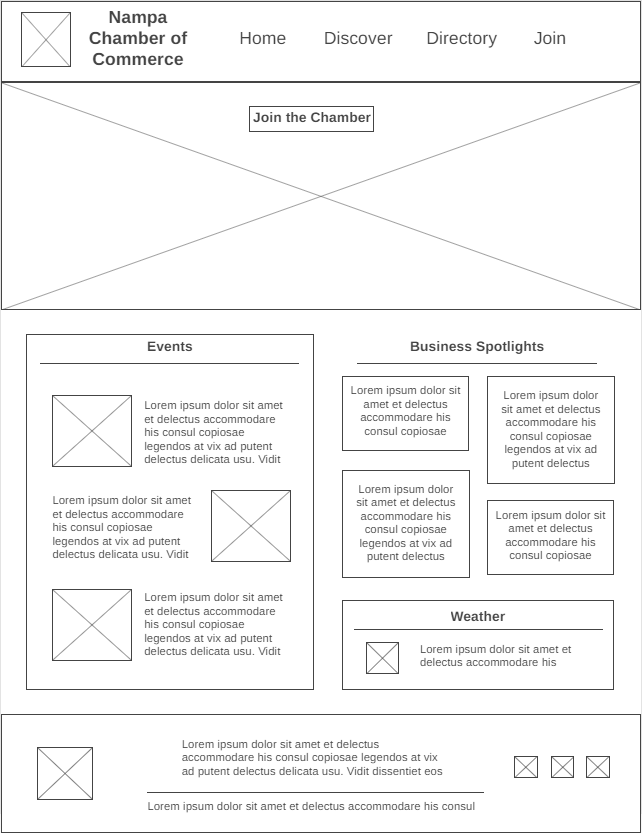 Nampa
Chamber of
Commerce
Home
Discover
Directory
Join
Join the Chamber
Events
Lorem ipsum dolor sit amet
et delectus accommodare
his consul copiosae
legendos at vix ad putent
delectus delicata usu. Vidit
Lorem ipsum dolor sit amet
et delectus accommodare
his consul copiosae
legendos at vix ad putent
delectus delicata usu. Vidit
Lorem ipsum dolor sit amet
et delectus accommodare
his consul copiosae
legendos at vix ad putent
delectus delicata usu. Vidit
Business Spotlights
Lorem ipsum dolor sit
amet et delectus
accommodare his
consul copiosae
Lorem ipsum dolor
sit amet et delectus
accommodare his
consul copiosae
legendos at vix ad
putent delectus
Lorem ipsum dolor
sit amet et delectus
accommodare his
consul copiosae
legendos at vix ad
putent delectus
Lorem ipsum dolor sit
amet et delectus
accommodare his
consul copiosae
Weather
Lorem ipsum dolor sit amet et
delectus accommodare his
Lorem ipsum dolor sit amet et delectus
accommodare his consul copiosae legendos at vix
ad putent delectus delicata usu. Vidit dissentiet eos
Lorem ipsum dolor sit amet et delectus accommodare his consul